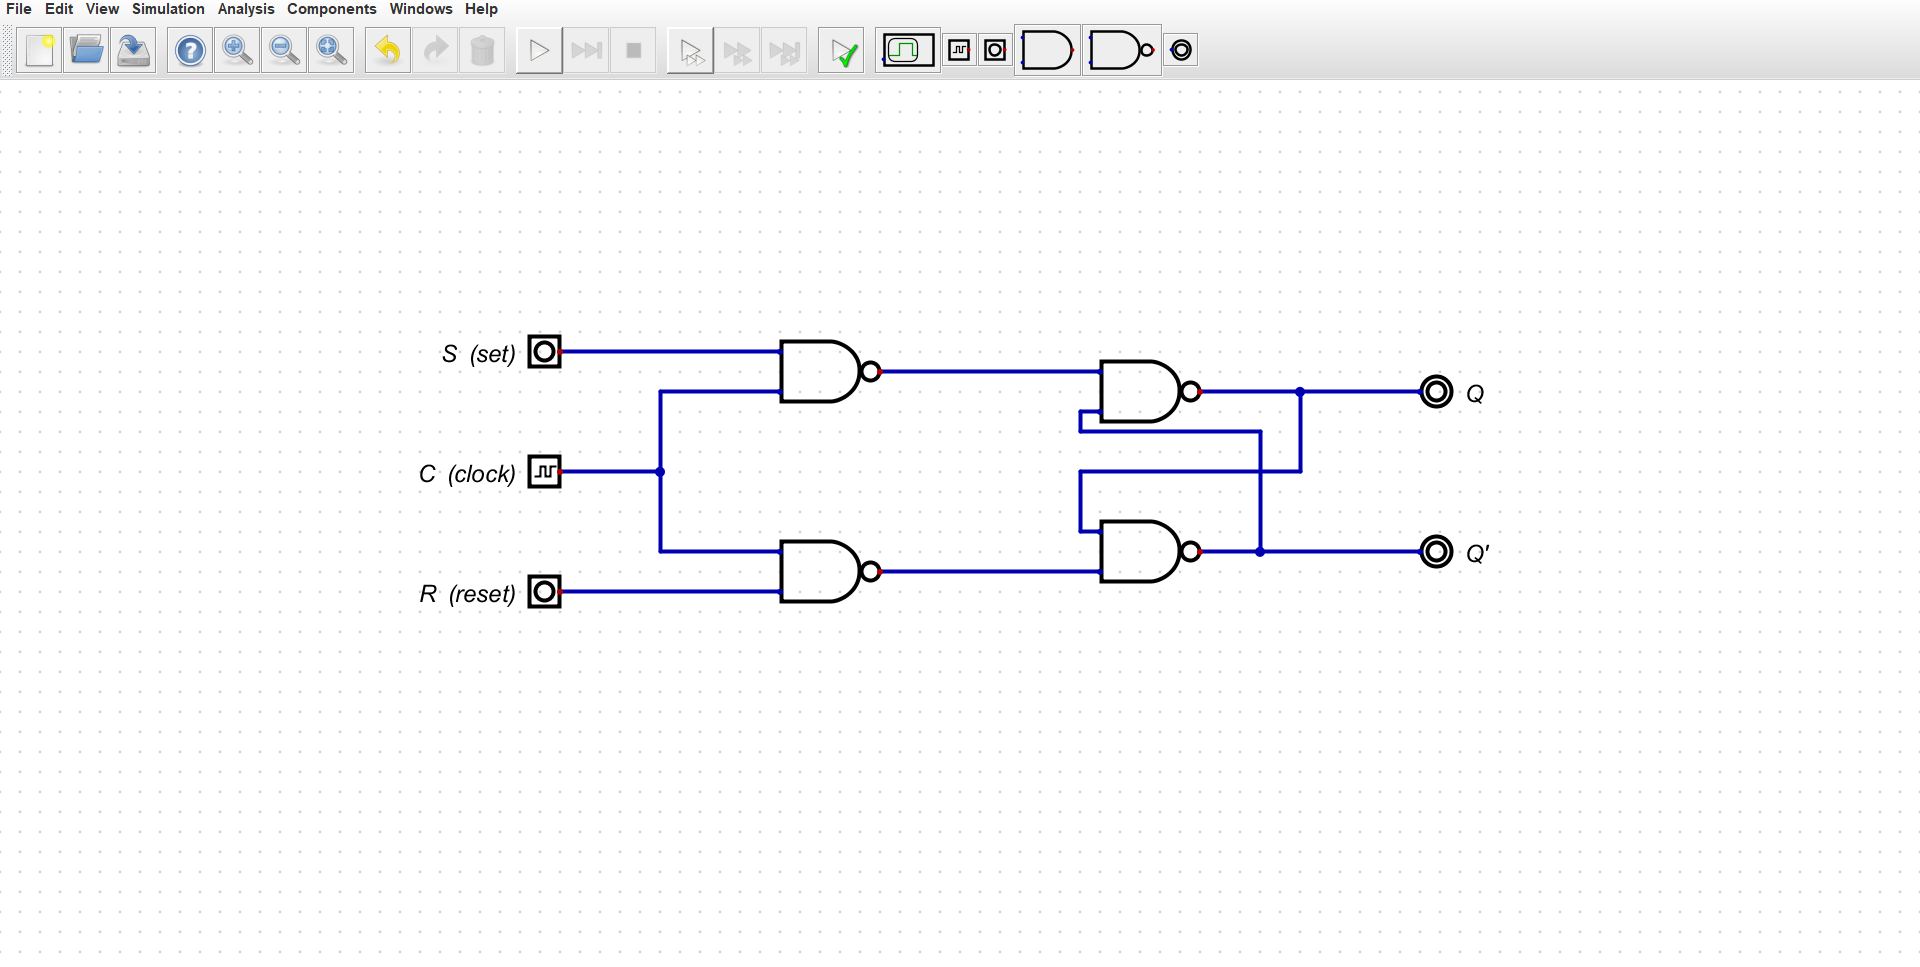 File Edit View Simulation Analysis Components Windows Help
?
S (set)
Q
C (clock)
Q'
R (reset)